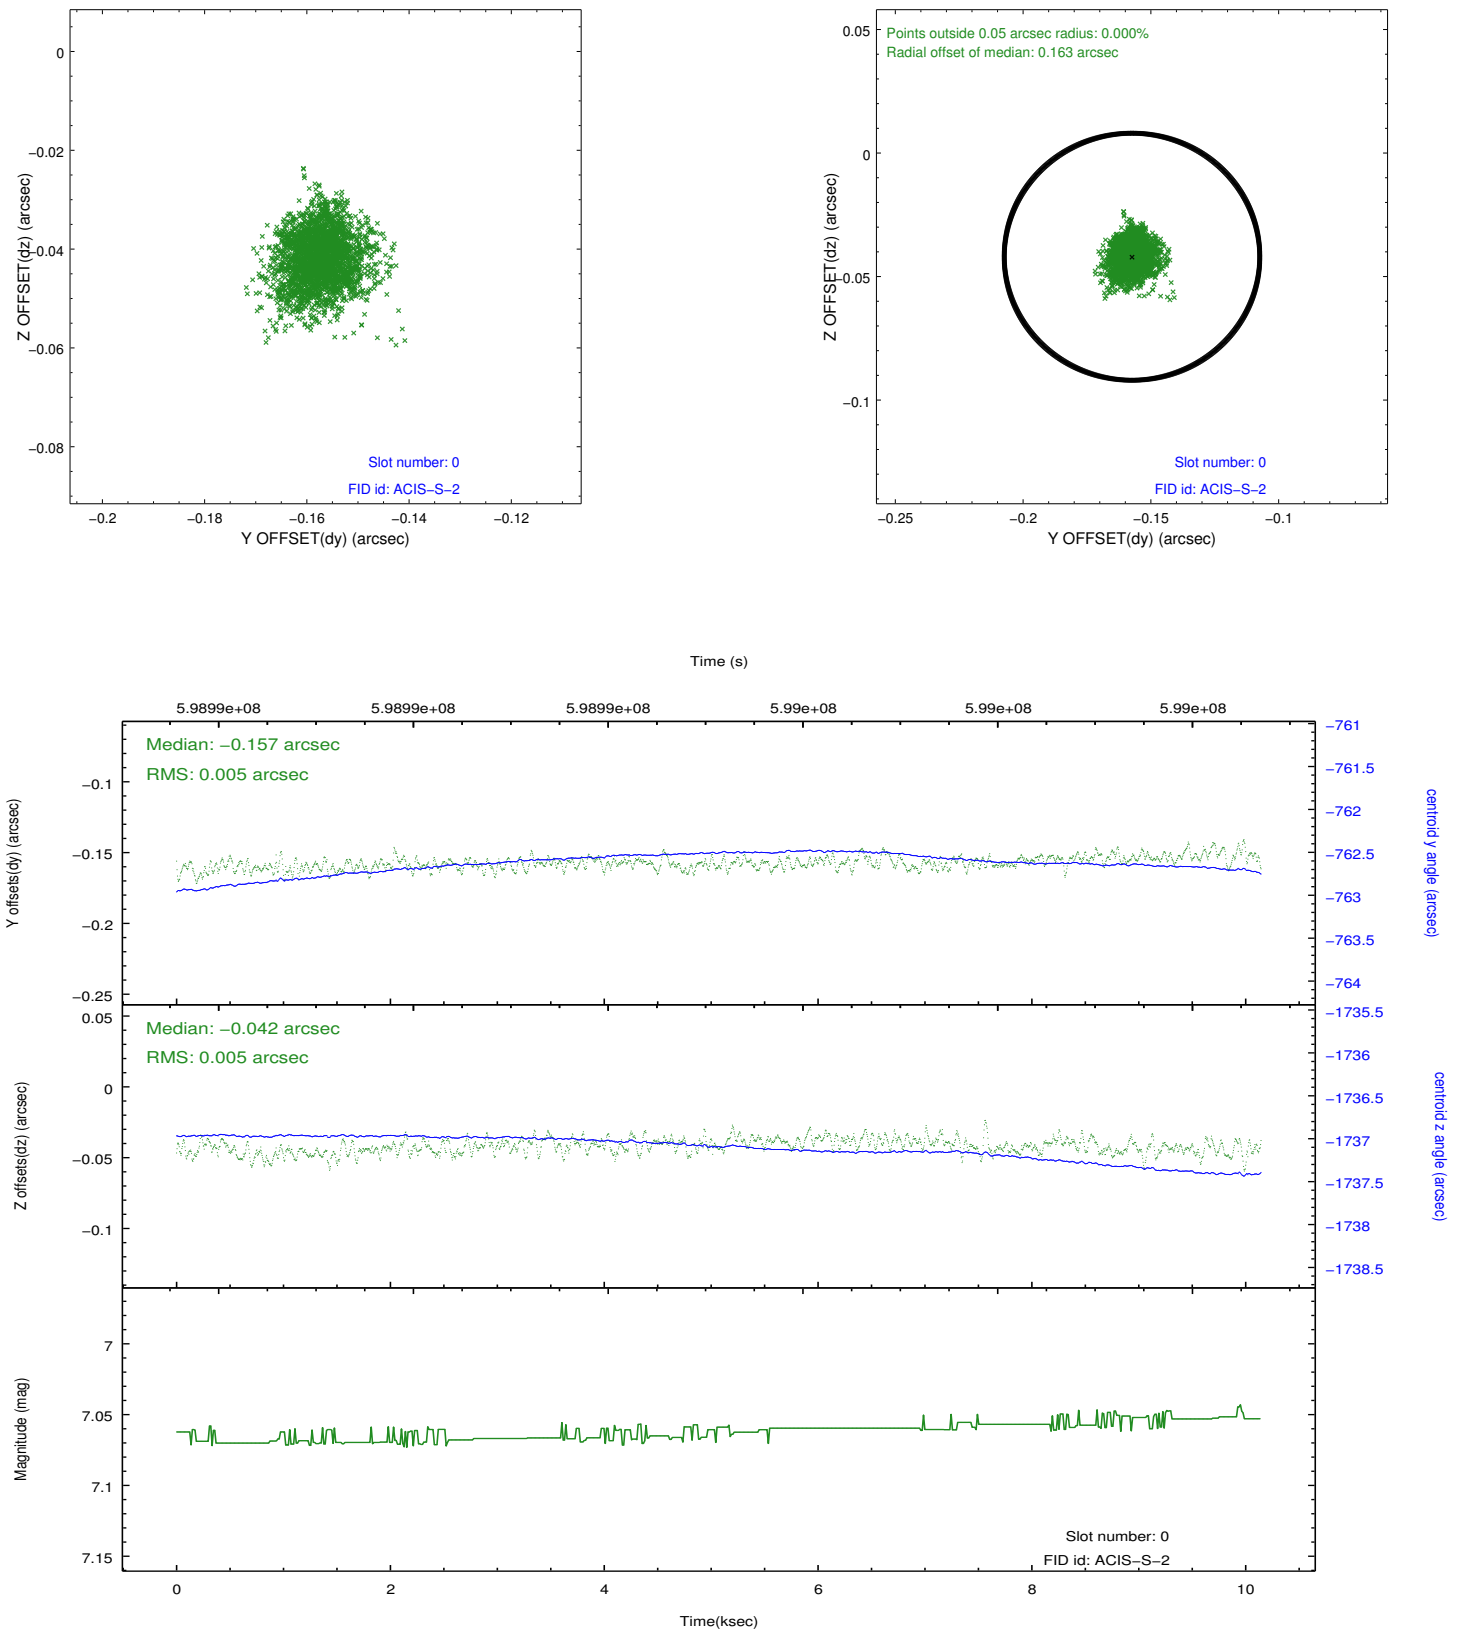 0
−0.02
−0.04
−0.06
−0.08
Z OFFSET(dz) (arcsec)
Slot number: 0
FID id: ACIS−S−2
−0.2
−0.18
−0.16
−0.14
−0.12
Y OFFSET(dy) (arcsec)
Points outside 0.05 arcsec radius: 0.000%
Radial offset of median: 0.163 arcsec
0.05
0
−0.05
−0.1
Z OFFSET(dz) (arcsec)
Slot number: 0
FID id: ACIS−S−2
−0.25
−0.2
−0.15
−0.1
Y OFFSET(dy) (arcsec)
Time (s)
5.9899e+08
5.9899e+08
5.9899e+08
5.99e+08
5.99e+08
5.99e+08
Median: −0.157 arcsec
RMS: 0.005 arcsec
−0.1
−0.15
−0.2
−0.25
Y offsets(dy) (arcsec)
−761
−761.5
−762
−762.5
−763
−763.5
−764
centroid y angle (arcsec)
Median: −0.042 arcsec
RMS: 0.005 arcsec
0.05
0
−0.05
−0.1
Z offsets(dz) (arcsec)
−1735.5
−1736
−1736.5
−1737
−1737.5
−1738
−1738.5
centroid z angle (arcsec)
7
7.05
7.1
7.15
Magnitude (mag)
Slot number: 0
FID id: ACIS−S−2
0
2
4
6
8
10
Time(ksec)